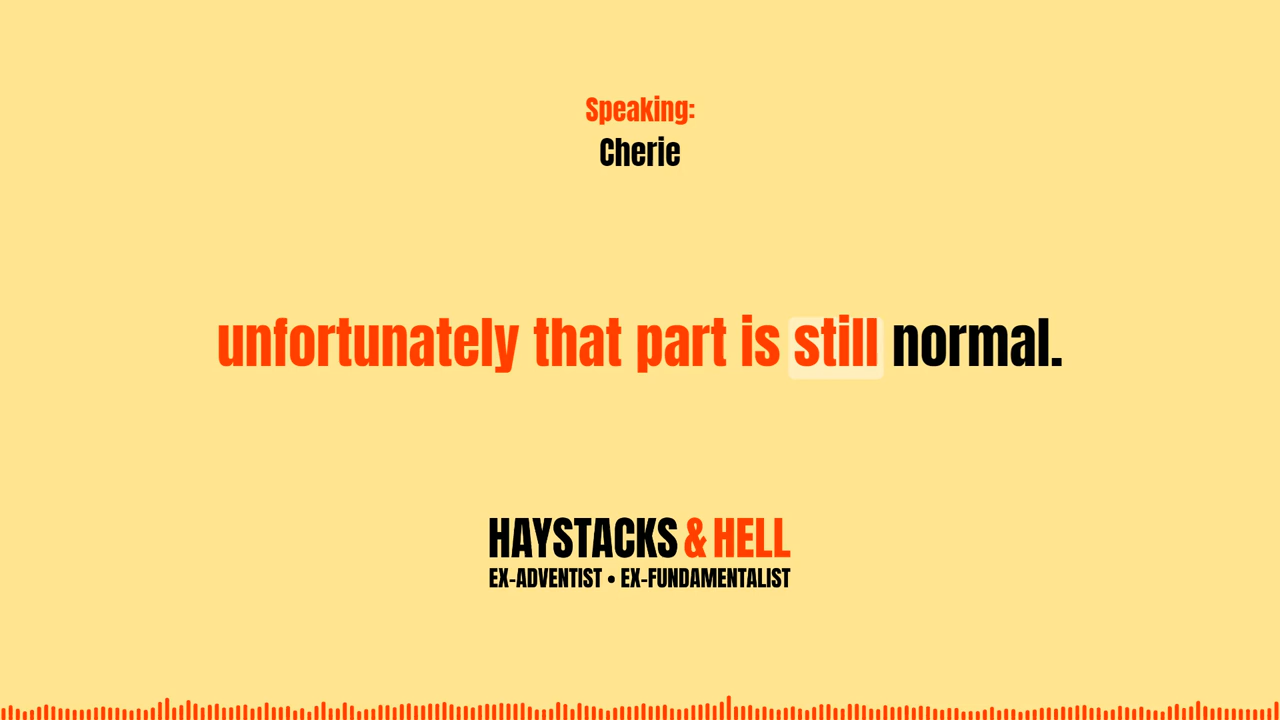 Speaking:
Cherie
unfortunately that part is still normal.
HAYSTACKS & HELL
EX-ADVENTIST • EX-FUNDAMENTALIST